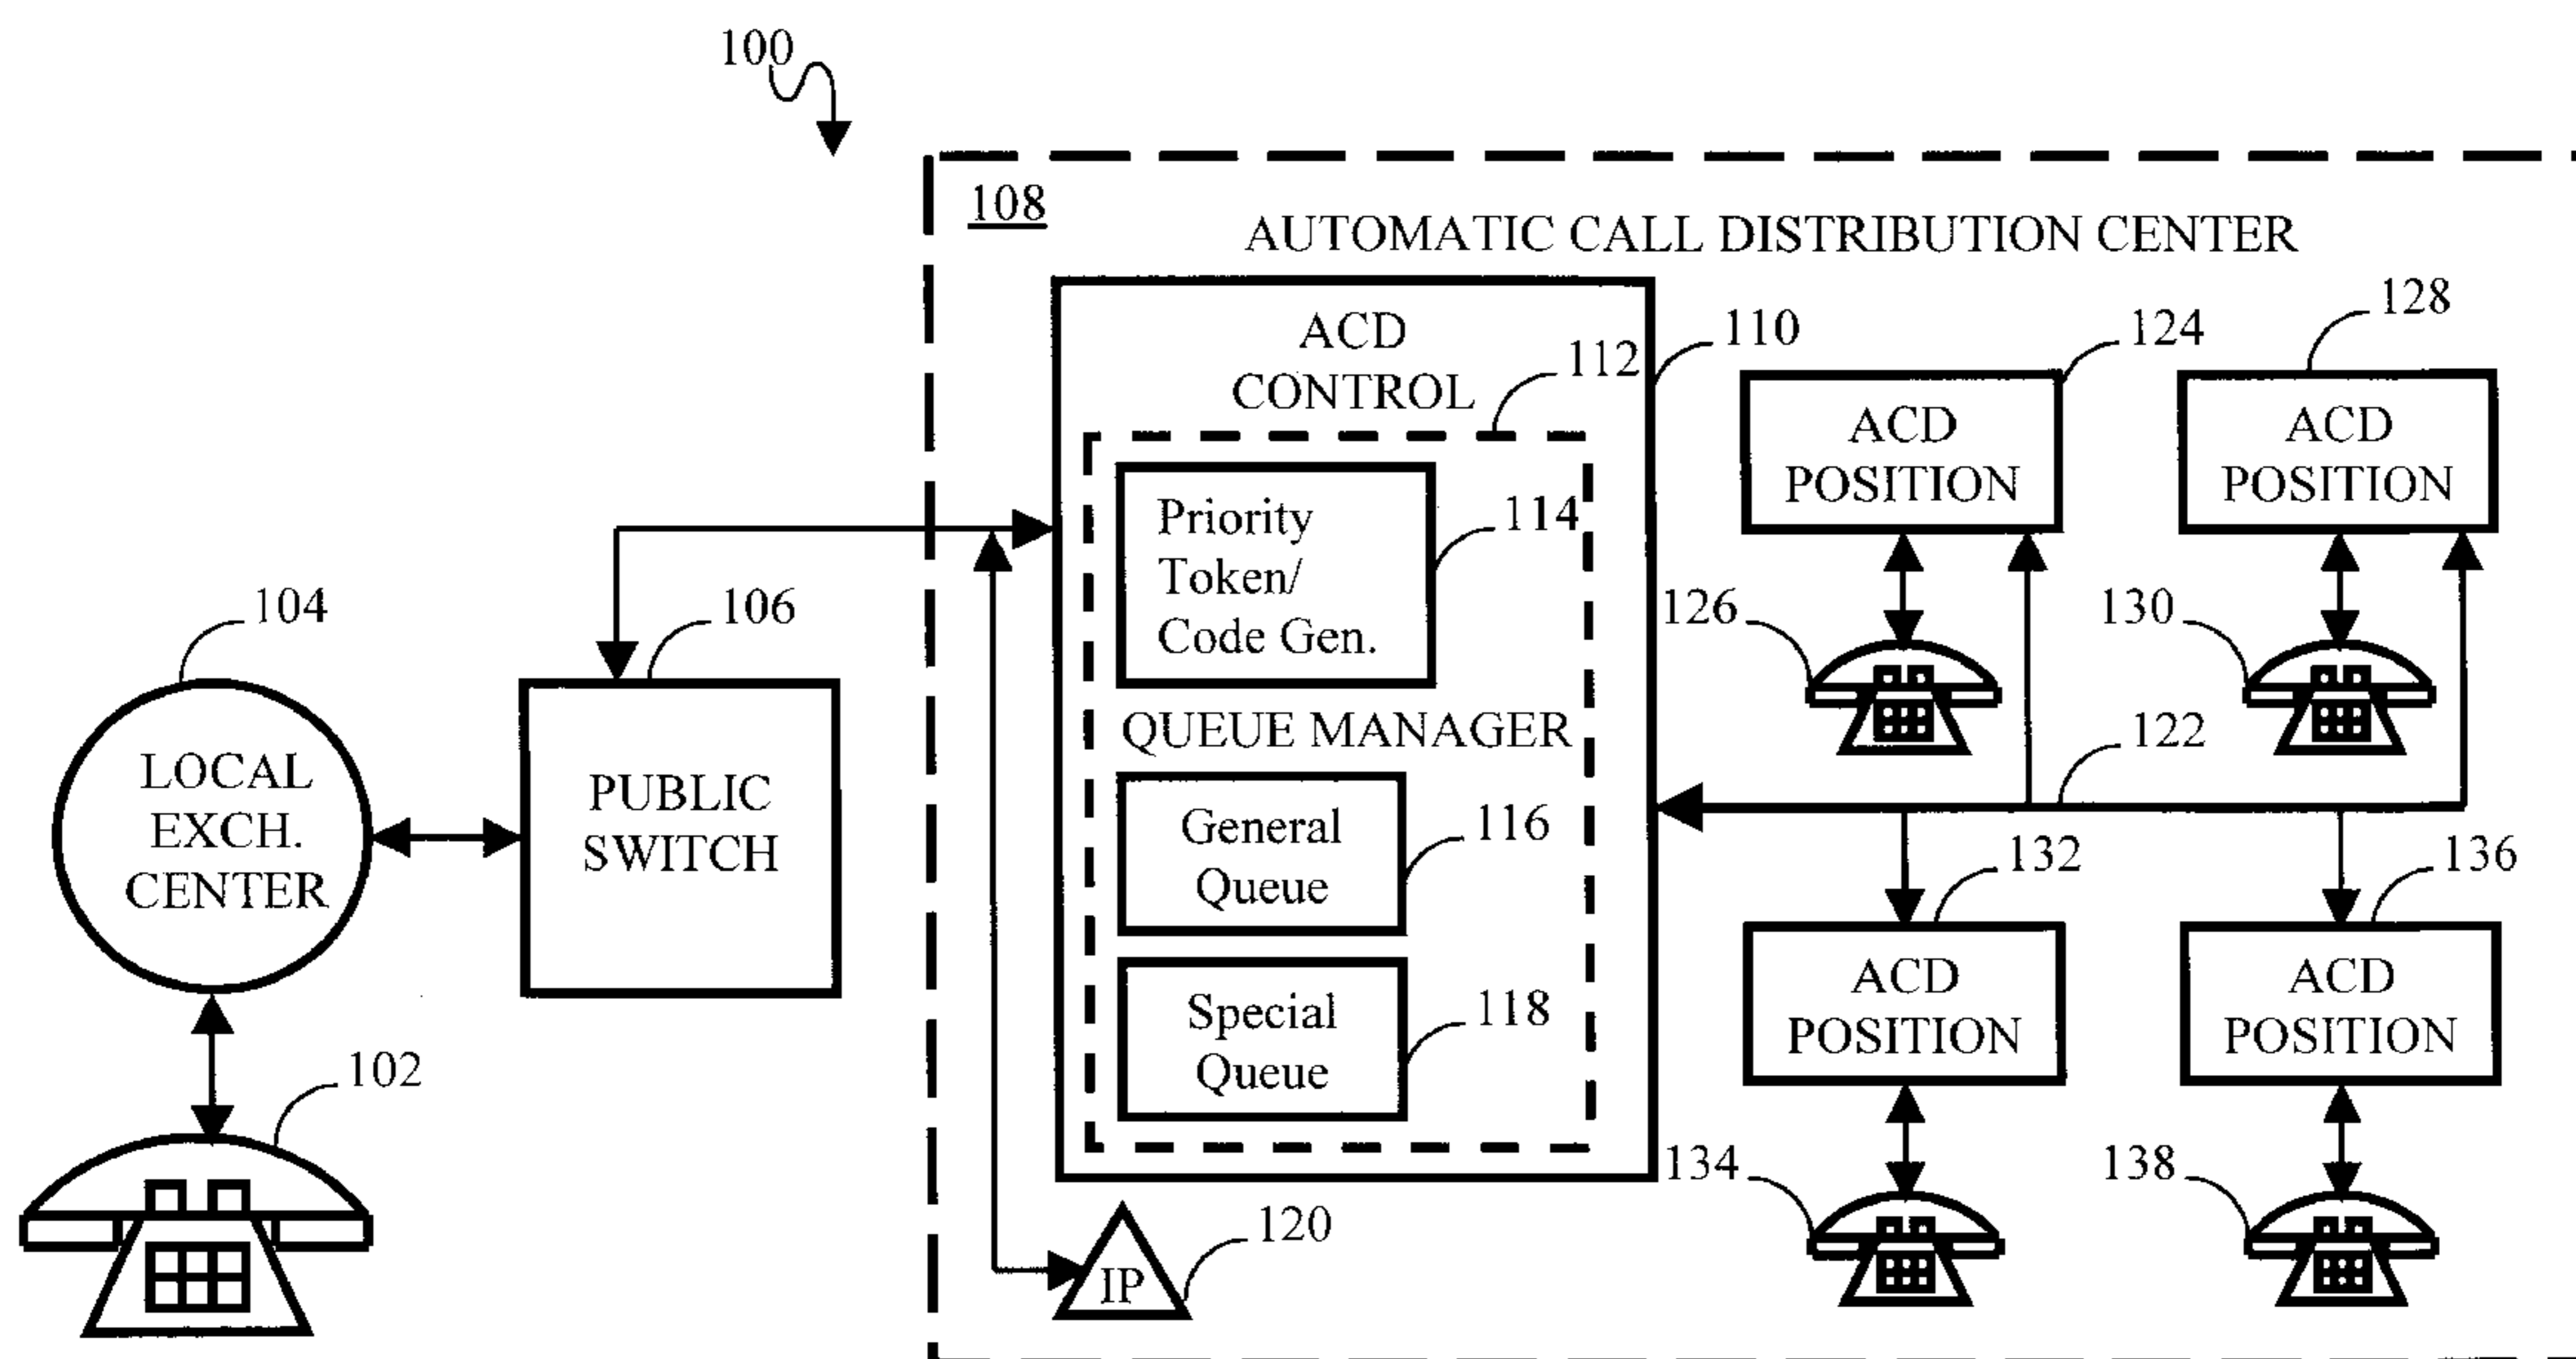 100
108
AUTOMATIC CALL DISTRIBUTION CENTER
ACD
CONTROL
110
112
Priority
Token/
Code Gen.
114
QUEUE MANAGER
General
Queue
116
Special
Queue
118
IP
120
104
LOCAL
EXCH.
CENTER
106
PUBLIC
SWITCH
102
124
ACD
POSITION
126
128
ACD
POSITION
130
122
132
ACD
POSITION
134
136
ACD
POSITION
138